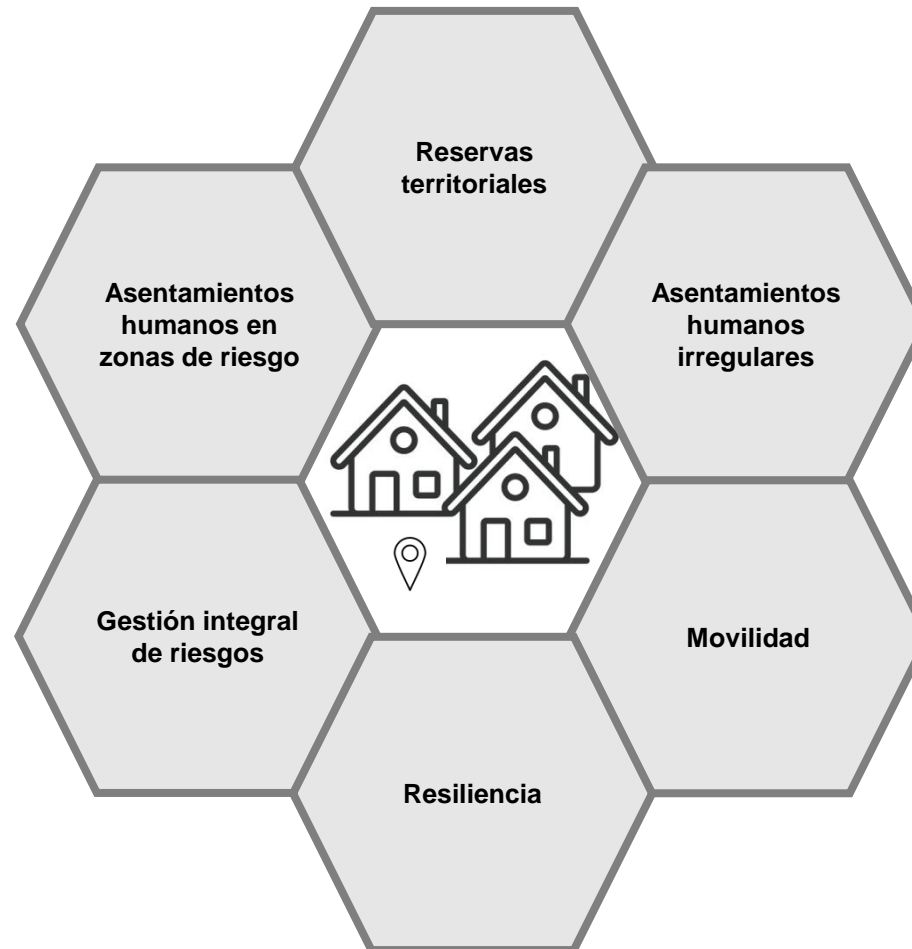 Reservas
territoriales
Asentamientos
humanos en
zonas de riesgo
Asentamientos
humanos
irregulares
Gestión integral
de riesgos
Movilidad
Resiliencia